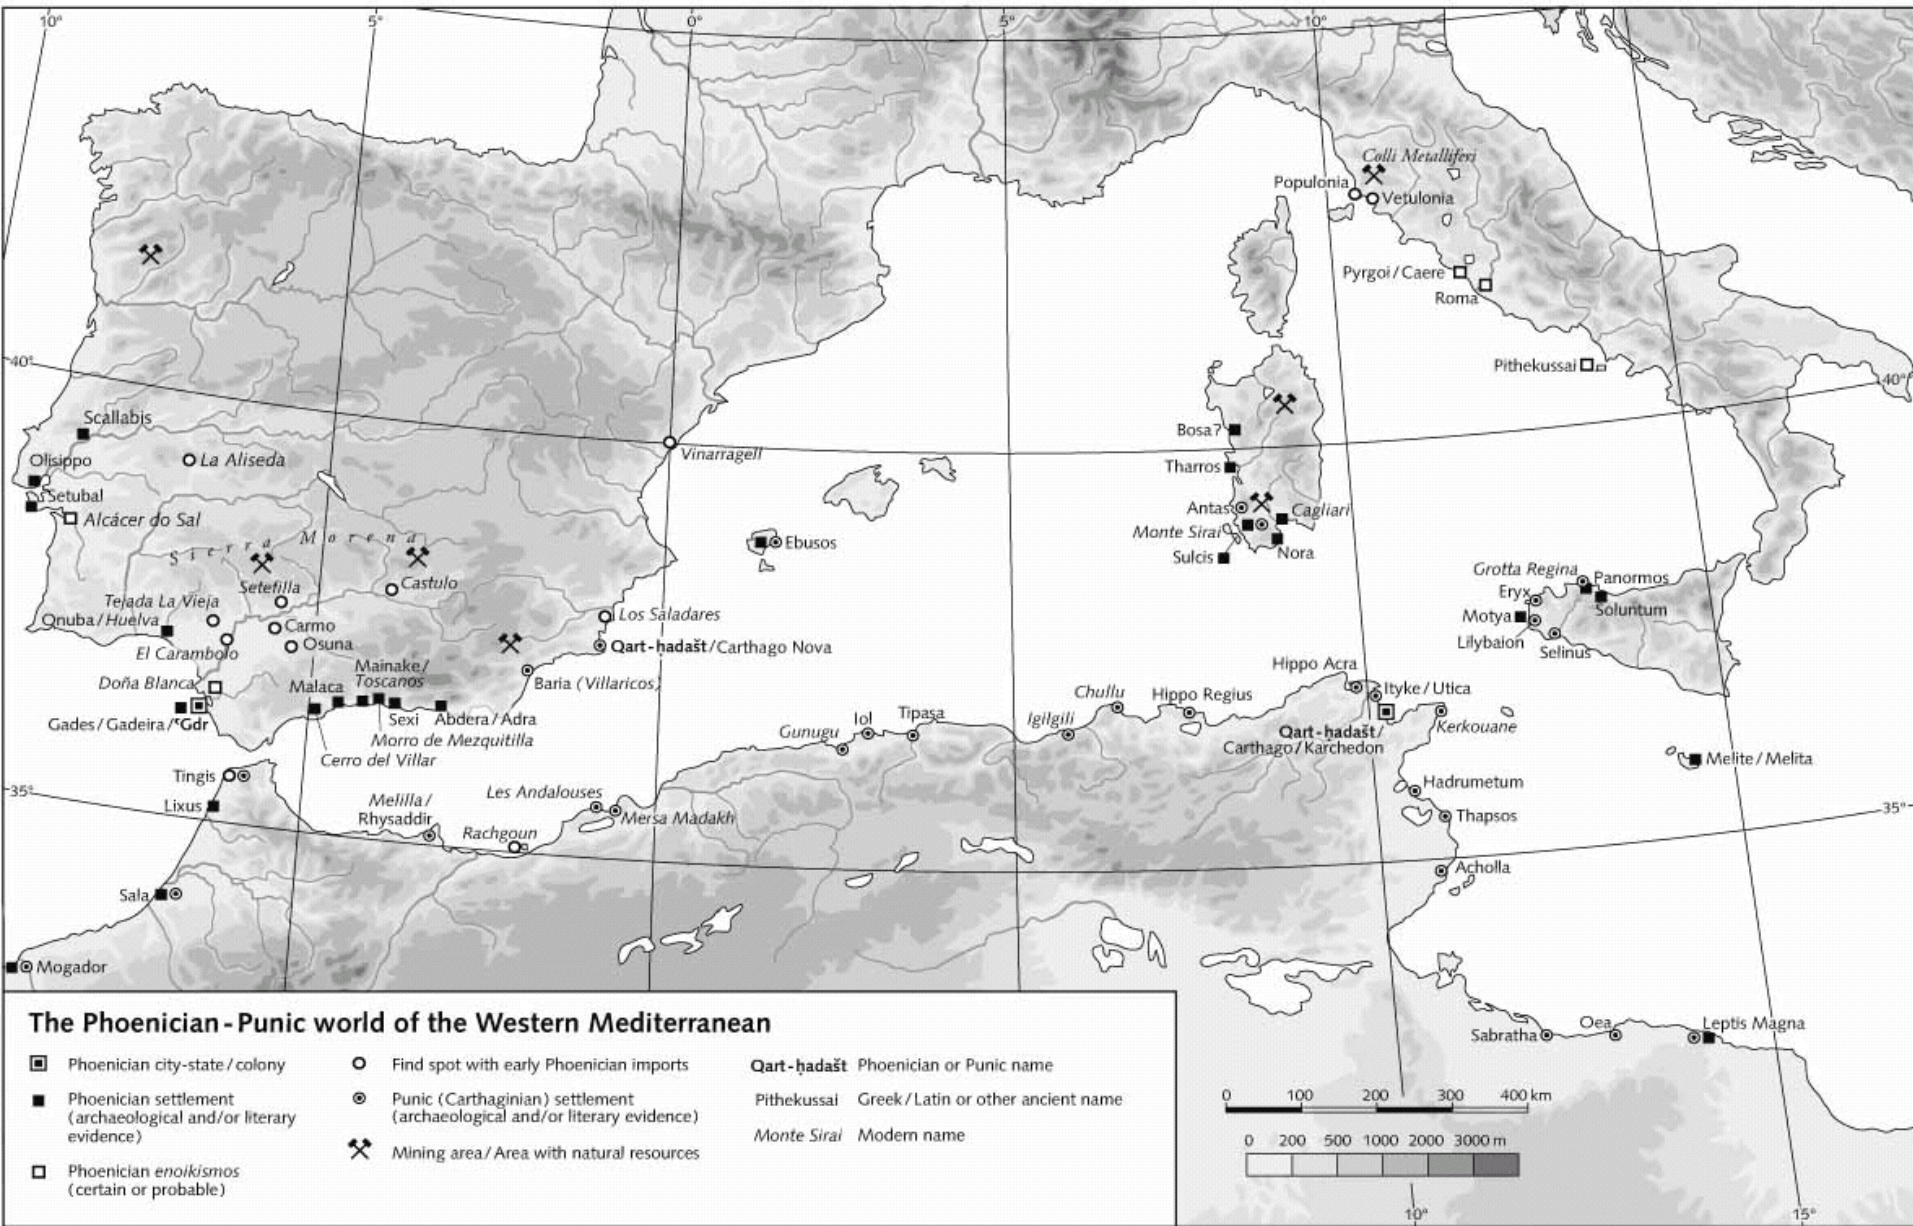 10°
5°
0°
5°
10°
Colli Metalliferi
Populonia
Vetulonia
Pyrgoi/Caere
Roma
40°
Pithekussai
40°
Scallabis
Bosa?
Olisippo
La Aliseda
Vinarragell
Tharros
Setubal
Antas
Cagliari
Alcácer do Sal
Monte Sirai
Sierra Morena
Ebusos
Nora
Sulcis
Setefilla
Castulo
Grotta Regina
Panormos
Tejada La Vieja
Eryx
Soluntum
Onuba/Huelva
Carmo
Los Saladares
Motya
El Carambolo
Osuna
Qart-ḥadašt/Carthago Nova
Lilybaion
Selinus
Mainake/
Toscanos
Hippo Acra
Doña Blanca
Malaca
Baria (Villaricos)
Chullu
Hippo Regius
Ityke/Utica
Gades/Gadeira/ʿGdr
Sexi
Abdera/Adra
Gunugu
Iol
Tipasa
Igilgili
Qart-ḥadašt/
Carthago/Karchedon
Kerkouane
Morro de Mezquitilla
Cerro del Villar
Melite/Melita
Tingis
35°
Lixus
Melilla/
Rhysaddir
Les Andalouses
Hadrumetum
35°
Rachgoun
Mersa Madakh
Thapsos
Sala
Acholla
Mogador
Sabratha
Oea
Leptis Magna
The Phoenician-Punic world of the Western Mediterranean
Phoenician city-state/colony
Phoenician settlement
(archaeological and/or literary
evidence)
Phoenician enoikismos
(certain or probable)
Find spot with early Phoenician imports
Punic (Carthaginian) settlement
(archaeological and/or literary evidence)
Mining area/Area with natural resources
Qart-ḥadašt Phoenician or Punic name
Pithekussai Greek/Latin or other ancient name
Monte Sirai Modern name
0 100 200 300 400 km
0 200 500 1000 2000 3000 m
10°
15°